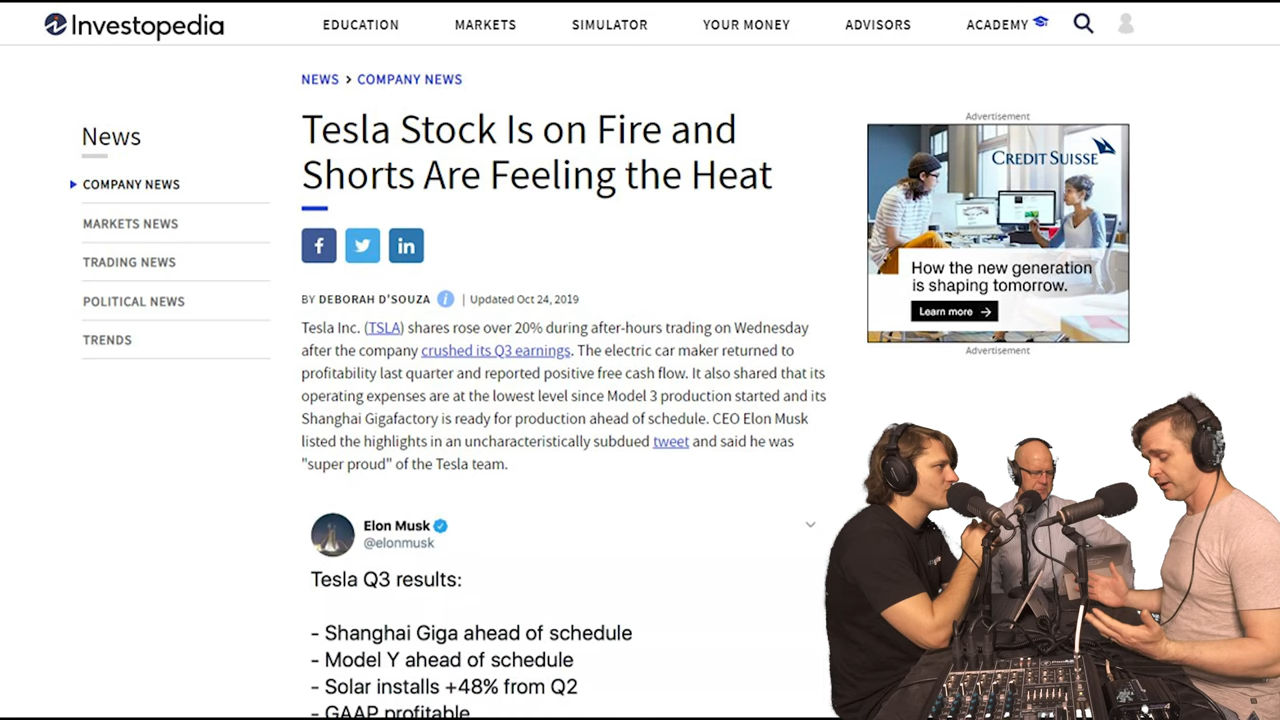 Investopedia
EDUCATION
MARKETS
SIMULATOR
YOUR MONEY
ADVISORS
ACADEMY
NEWS > COMPANY NEWS
News
COMPANY NEWS
MARKETS NEWS
TRADING NEWS
POLITICAL NEWS
TRENDS
Tesla Stock Is on Fire and
Shorts Are Feeling the Heat
BY DEBORAH D'SOUZA i | Updated Oct 24, 2019
Tesla Inc. (TSLA) shares rose over 20% during after-hours trading on Wednesday
after the company crushed its Q3 earnings. The electric car maker returned to
profitability last quarter and reported positive free cash flow. It also shared that its
operating expenses are at the lowest level since Model 3 production started and its
Shanghai Gigafactory is ready for production ahead of schedule. CEO Elon Musk
listed the highlights in an uncharacteristically subdued tweet and said he was
"super proud" of the Tesla team.
Elon Musk
@elonmusk
Tesla Q3 results:
- Shanghai Giga ahead of schedule
- Model Y ahead of schedule
- Solar installs +48% from Q2
- GAAP profitable
Advertisement
CREDIT SUISSE
How the new generation
is shaping tomorrow.
Learn more →
Advertisement